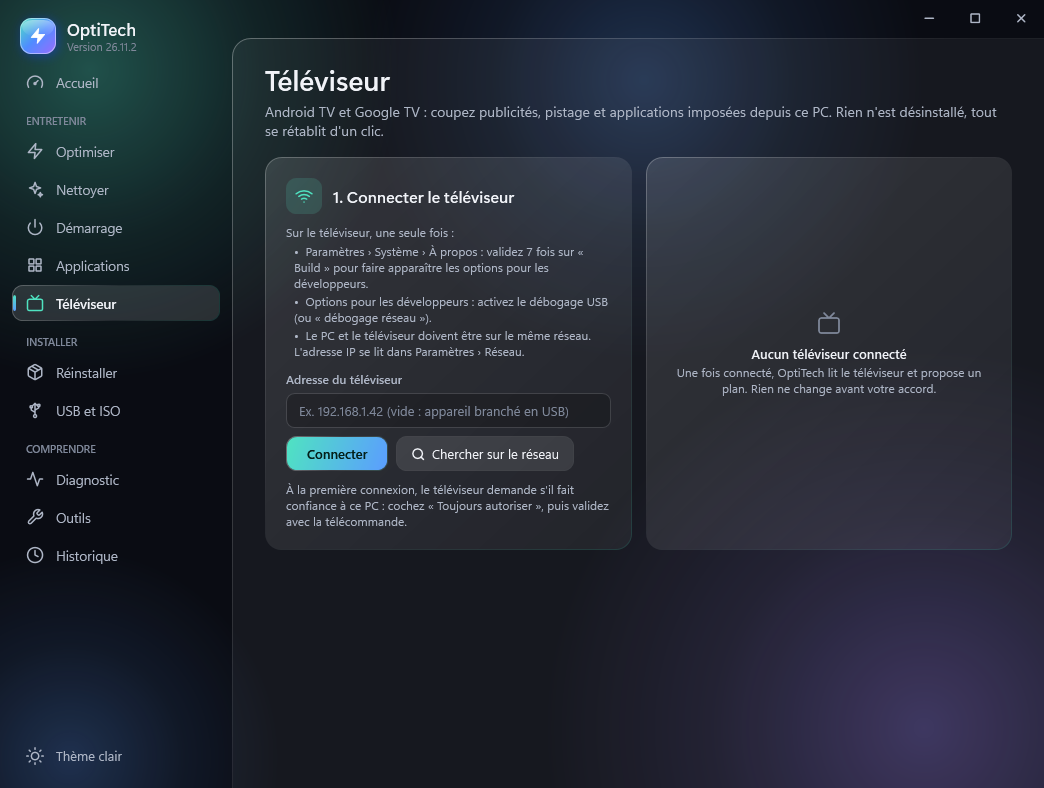 OptiTech
Version 26.11.2
Accueil
ENTRETENIR
Optimiser
Nettoyer
Démarrage
Applications
Téléviseur
INSTALLER
Réinstaller
USB et ISO
COMPRENDRE
Diagnostic
Outils
Historique
Thème clair
Téléviseur
Android TV et Google TV : coupez publicités, pistage et applications imposées depuis ce PC. Rien n'est désinstallé, tout
se rétablit d'un clic.
1. Connecter le téléviseur
Sur le téléviseur, une seule fois :
• Paramètres › Système › À propos : validez 7 fois sur «
Build » pour faire apparaître les options pour les
développeurs.
• Options pour les développeurs : activez le débogage USB
(ou « débogage réseau »).
• Le PC et le téléviseur doivent être sur le même réseau.
L'adresse IP se lit dans Paramètres › Réseau.
Adresse du téléviseur
Ex. 192.168.1.42 (vide : appareil branché en USB)
Connecter
Chercher sur le réseau
À la première connexion, le téléviseur demande s'il fait
confiance à ce PC : cochez « Toujours autoriser », puis validez
avec la télécommande.
Aucun téléviseur connecté
Une fois connecté, OptiTech lit le téléviseur et propose un
plan. Rien ne change avant votre accord.